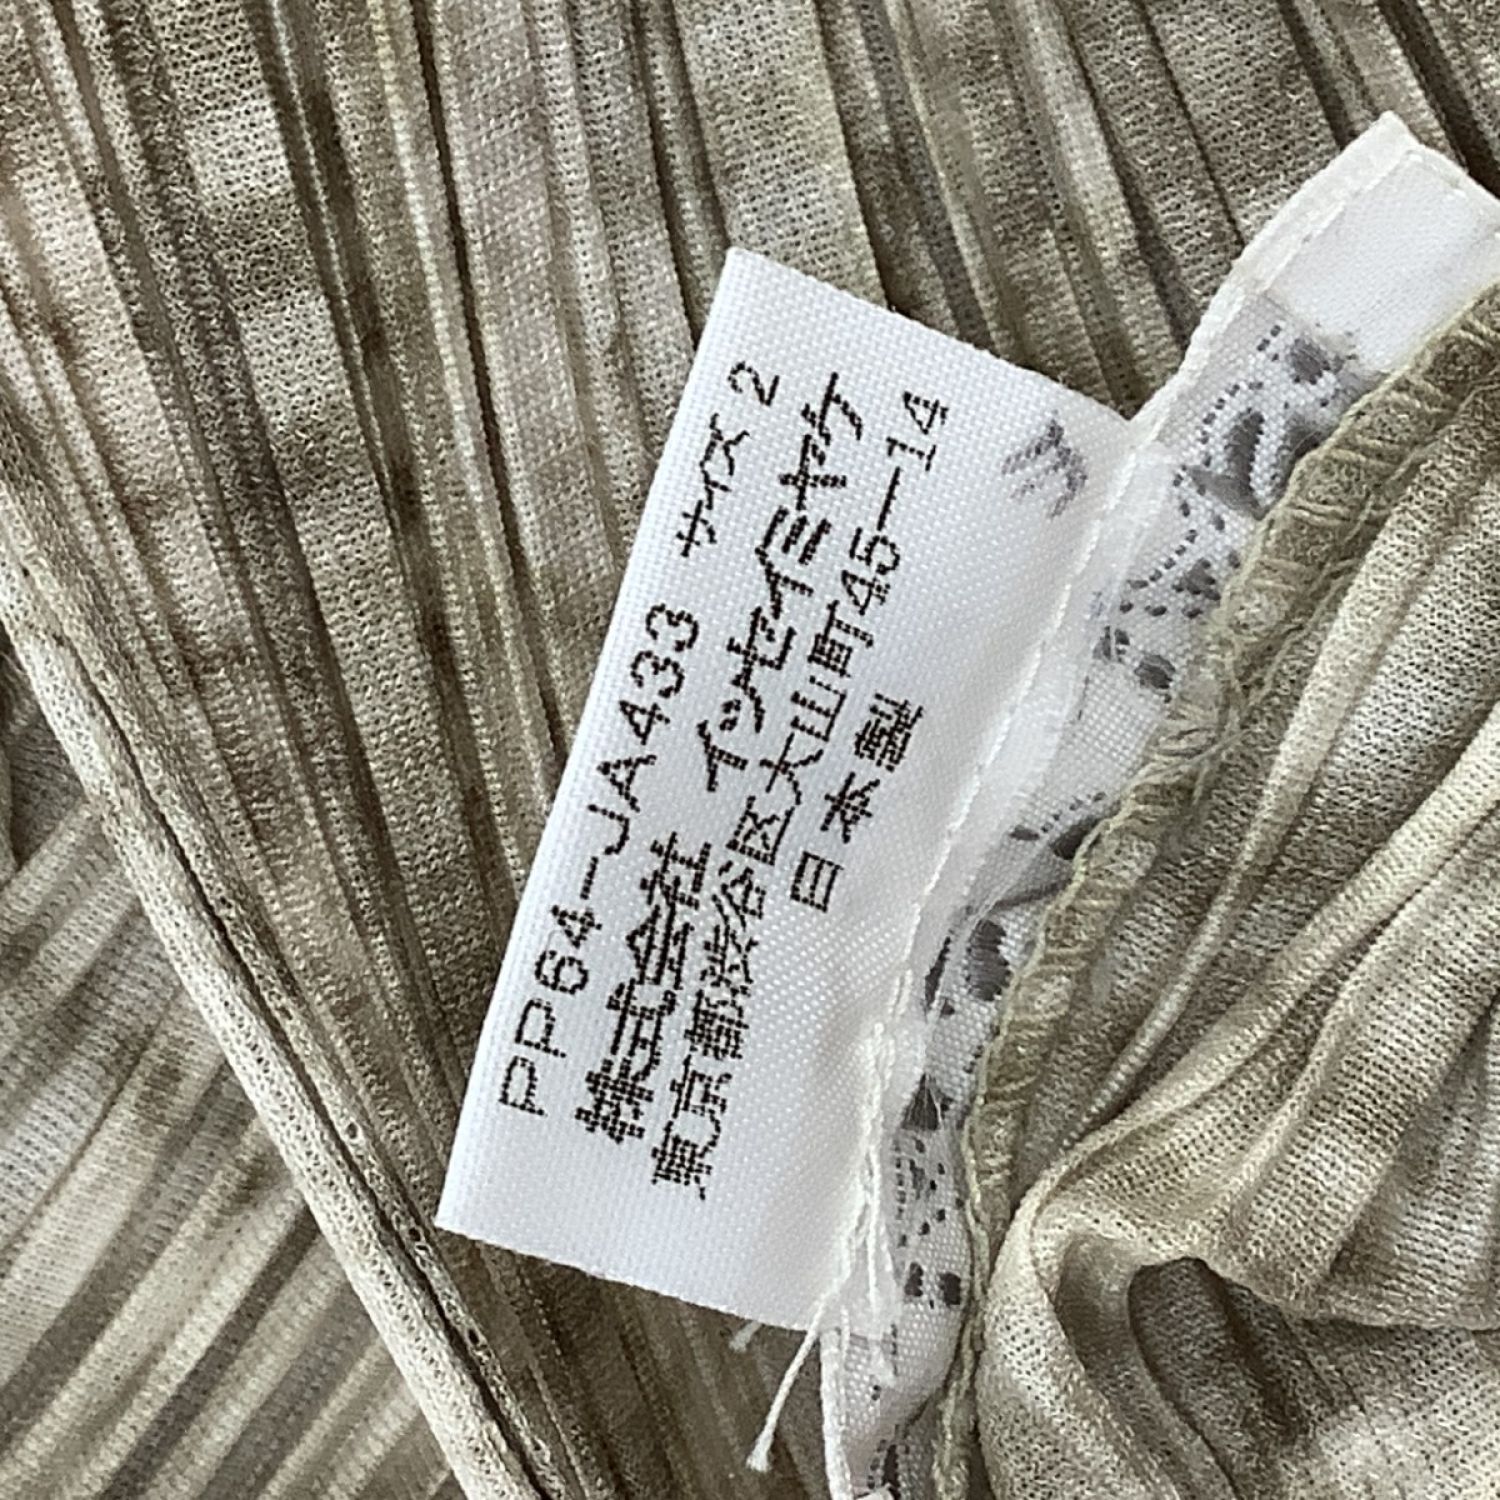 PP64-JA433 サイズ 2
株式会社 イッセイミヤケ
東京都渋谷区大山町45-14
日本製